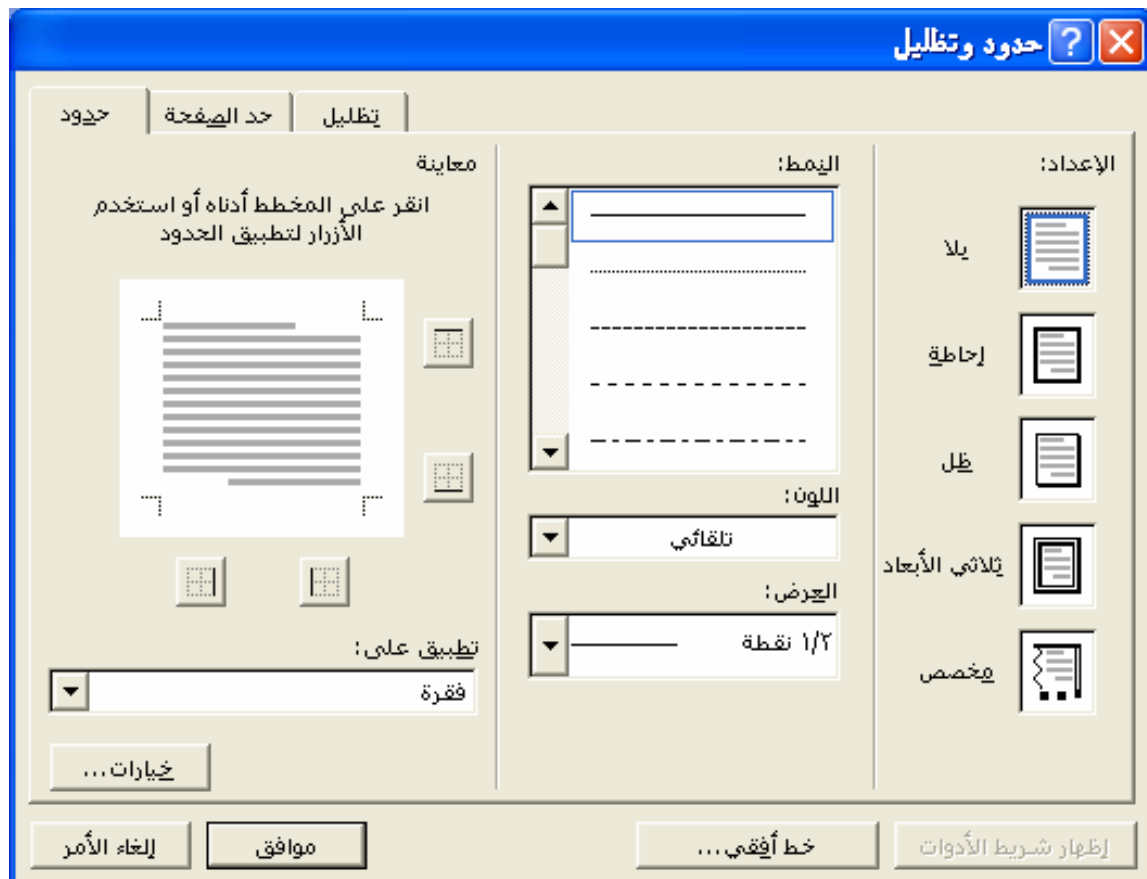 حدود وتظليل
حدود
حد الصفحة
تظليل
الإعداد:
بلا
إحاطة
ظل
ثلاثي الأبعاد
مخصص
النمط:
اللون:
تلقائي
العرض:
١/٢ نقطة
معاينة
انقر على المخطط أدناه أو استخدم
الأزرار لتطبيق الحدود
تطبيق على:
فقرة
خيارات...
إظهار شريط الأدوات
خط أفقي...
موافق
إلغاء الأمر